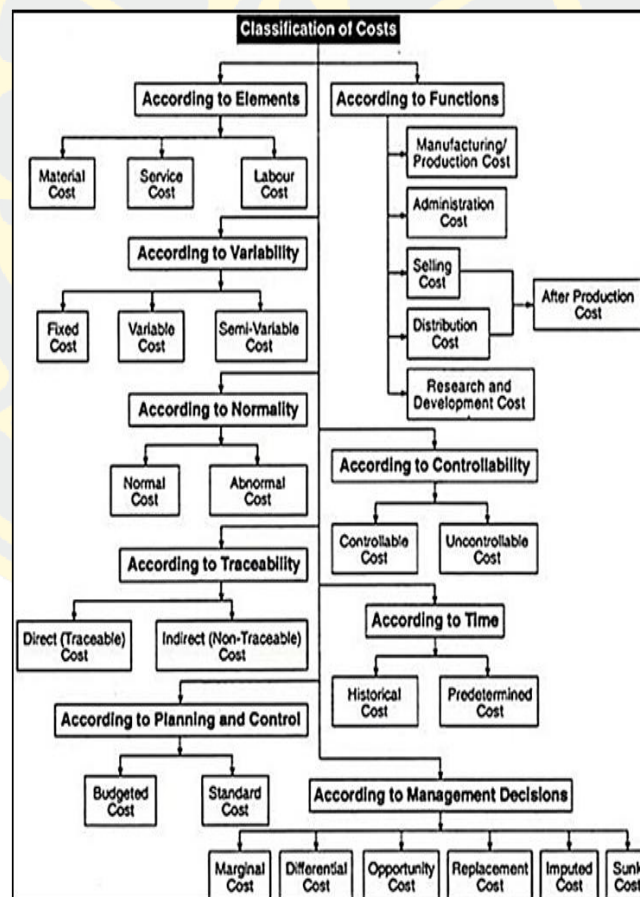 Classification of Costs
According to Elements
Material
Cost
Service
Cost
Labour
Cost
According to Functions
Manufacturing/
Production Cost
Administration
Cost
Selling
Cost
Distribution
Cost
After Production
Cost
Research and
Development Cost
According to Variability
Fixed
Cost
Variable
Cost
Semi-Variable
Cost
According to Normality
Normal
Cost
Abnormal
Cost
According to Controllability
Controllable
Cost
Uncontrollable
Cost
According to Traceability
Direct (Traceable)
Cost
Indirect (Non-Traceable)
Cost
According to Time
Historical
Cost
Predetermined
Cost
According to Planning and Control
Budgeted
Cost
Standard
Cost
According to Management Decisions
Marginal
Cost
Differential
Cost
Opportunity
Cost
Replacement
Cost
Imputed
Cost
Sunk
Cost